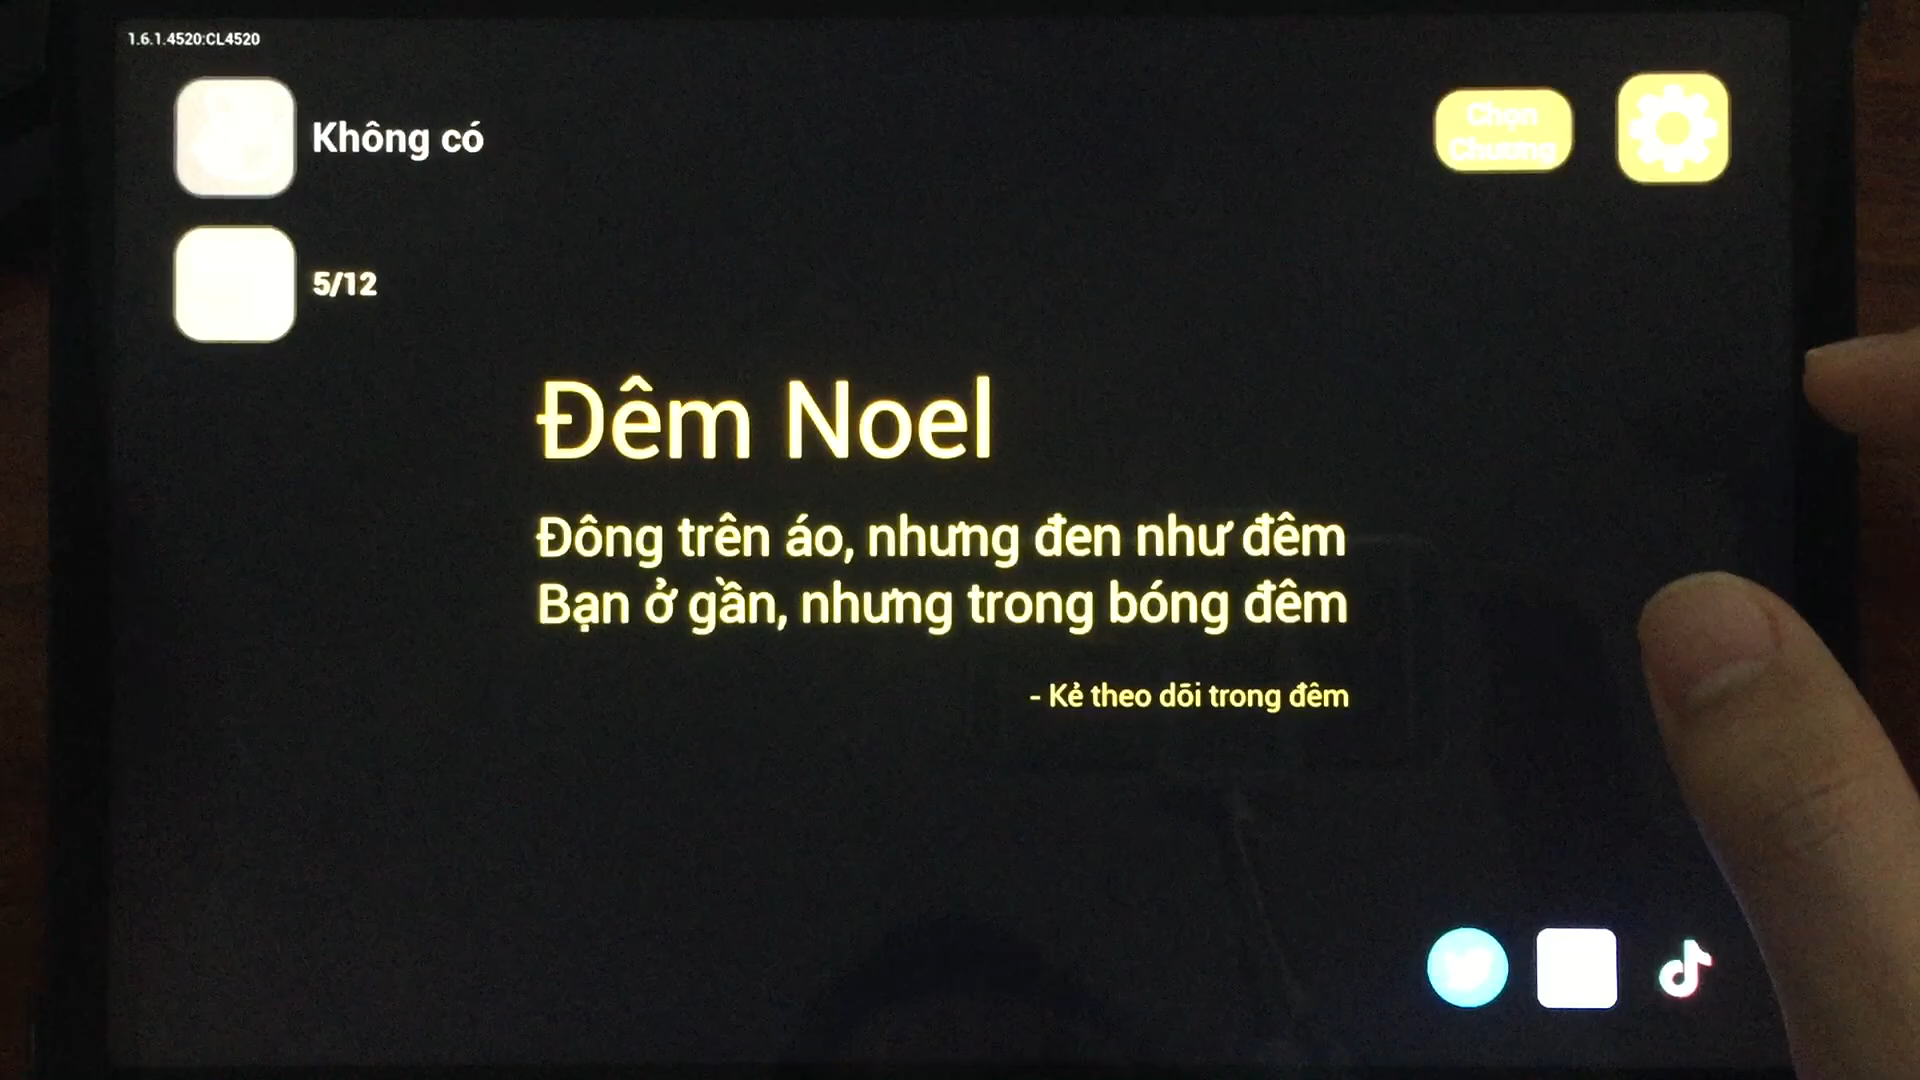 1.6.1.4520:CL4520
Không có
Chọn
Chương
5/12
Đêm Noel
Đông trên áo, nhưng đen như đêm
Bạn ở gần, nhưng trong bóng đêm
- Kẻ theo dõi trong đêm